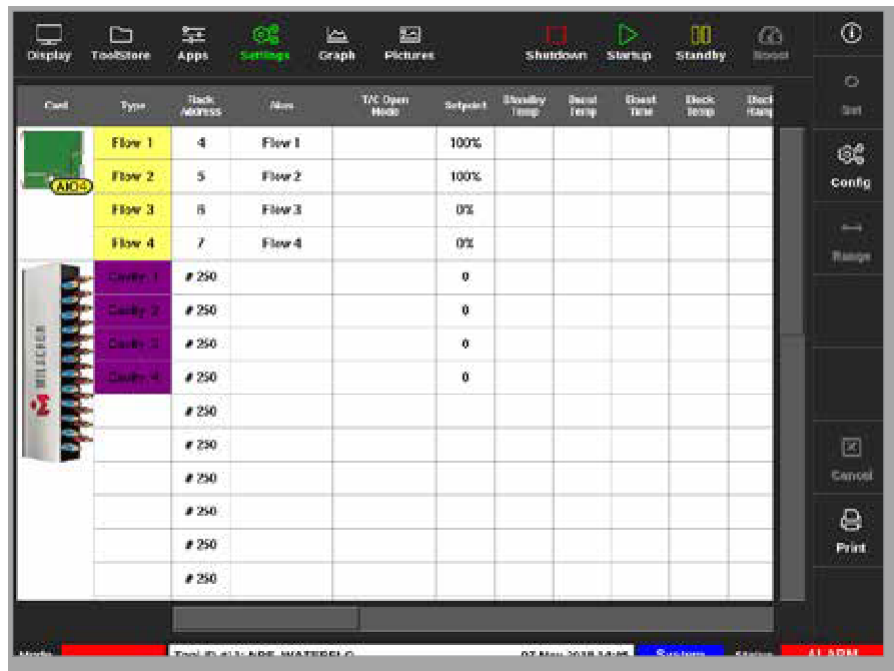 Display ToolStore Apps Settings Graph Pictures Shutdown Startup Standby Boost
Card Type Rack Address Alias T/C Open Mode Setpoint Standby Temp Boost Temp Boost Time Block Temp
Set
Config
Range
Cancel
Print
AIO4
Flow 1 4 Flow 1 100%
Flow 2 5 Flow 2 100%
Flow 3 6 Flow 3 0%
Flow 4 7 Flow 4 0%
MILSCHER
Cavity 1 # 250 0
Cavity 2 # 250 0
Cavity 3 # 250 0
Cavity 4 # 250 0
# 250
# 250
# 250
# 250
# 250
# 250
Mode
System Status ALARM